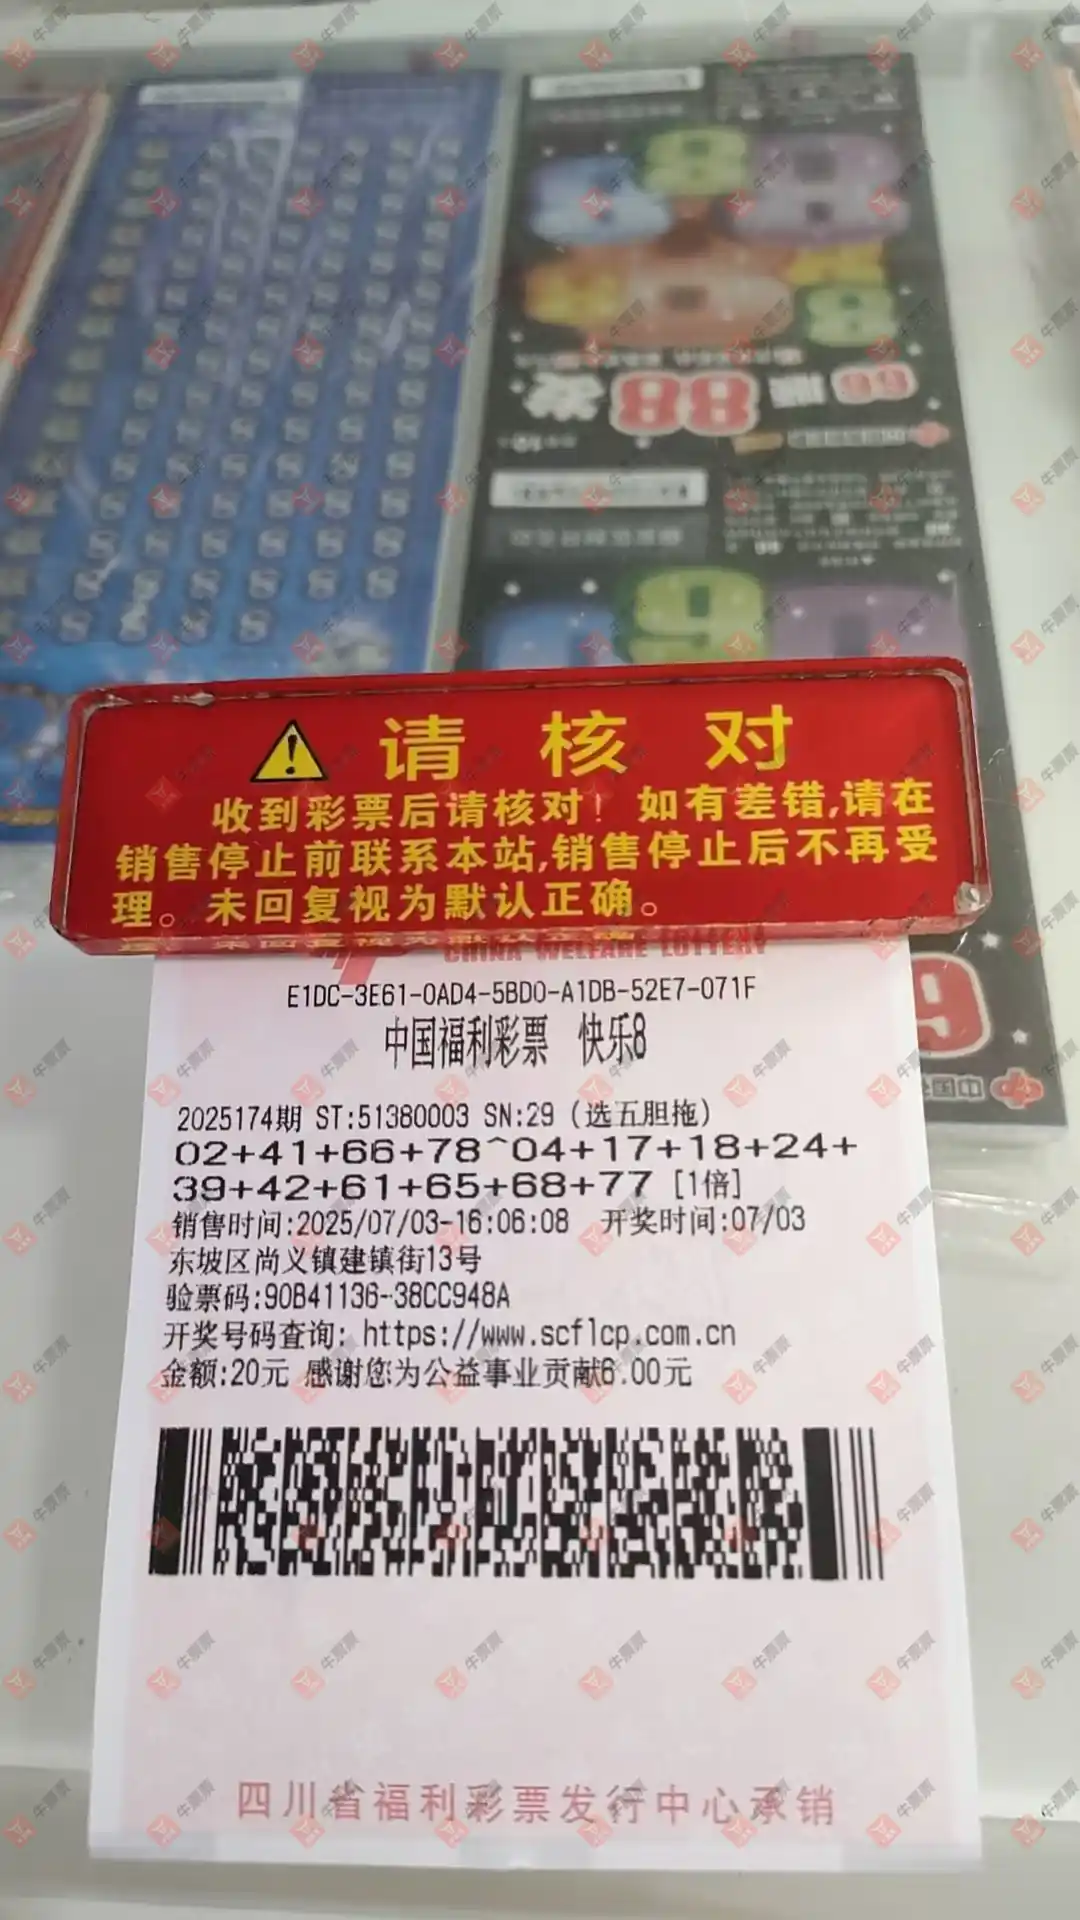 请核对
收到彩票后请核对！如有差错,请在
销售停止前联系本站,销售停止后不再受
理。未回复视为默认正确。
CHINA WELFARE LOTTERY
E1DC-3E61-0AD4-5BD0-A1DB-52E7-071F
中国福利彩票 快乐8
2025174期 ST:51380003 SN:29 (选五胆拖)
02+41+66+78^04+17+18+24+
39+42+61+65+68+77 [1倍]
销售时间:2025/07/03-16:06:08 开奖时间:07/03
东坡区尚义镇建镇街13号
验票码:90B41136-38CC948A
开奖号码查询: https://www.scflcp.com.cn
金额:20元 感谢您为公益事业贡献6.00元
四川省福利彩票发行中心承销
牛票票